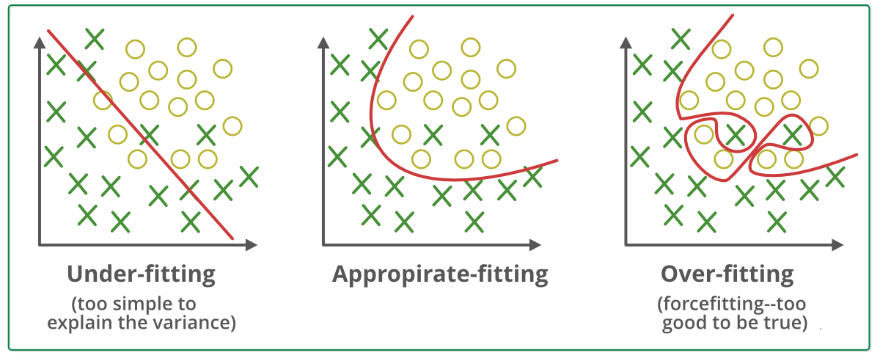 Under-fitting
(too simple to
explain the variance)
Appropirate-fitting
Over-fitting
(forcefitting--too
good to be true)